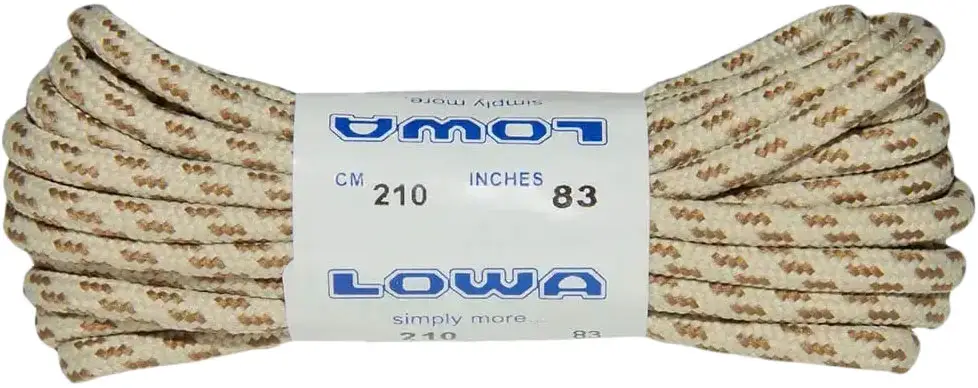 simply more.
LOWA
CM 210 INCHES 83
LOWA
simply more...
210 83